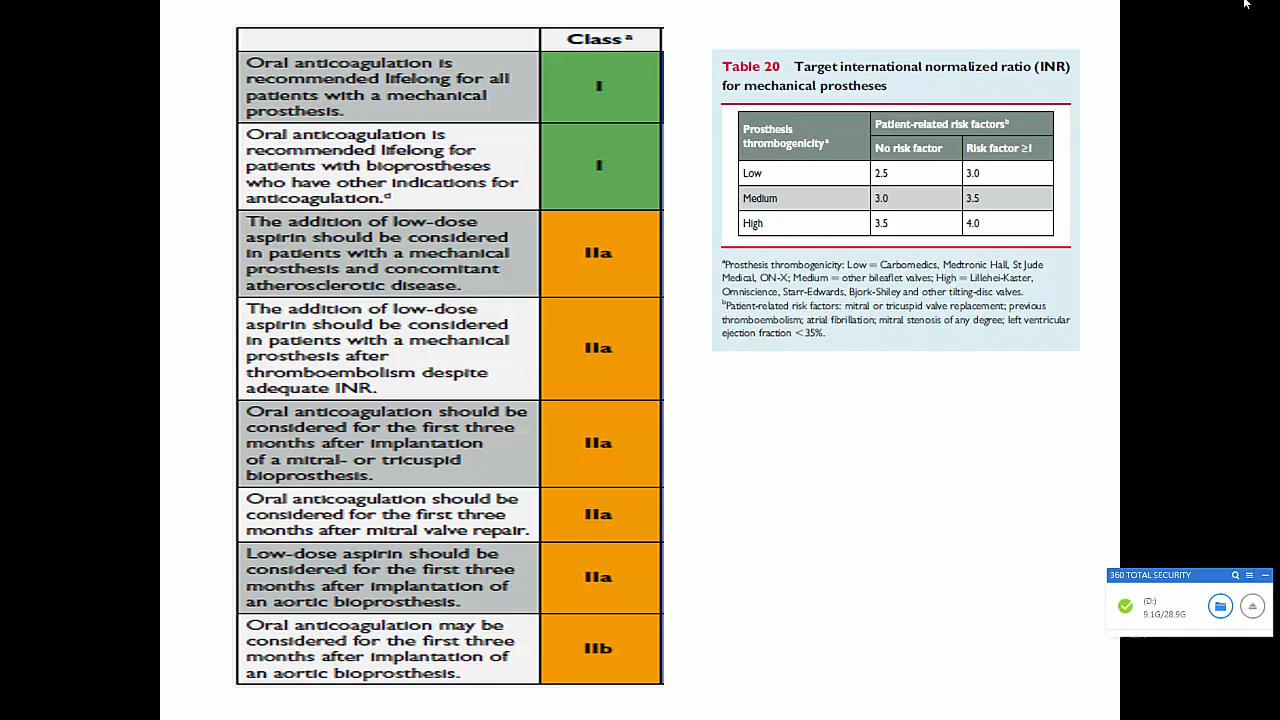 Class a
Oral anticoagulation is
recommended lifelong for all
patients with a mechanical
prosthesis.
I
Oral anticoagulation is
recommended lifelong for
patients with bioprostheses
who have other indications for
anticoagulation.d
I
The addition of low-dose
aspirin should be considered
in patients with a mechanical
prosthesis and concomitant
atherosclerotic disease.
IIa
The addition of low-dose
aspirin should be considered
in patients with a mechanical
prosthesis after
thromboembolism despite
adequate INR.
IIa
Oral anticoagulation should be
considered for the first three
months after implantation
of a mitral- or tricuspid
bioprosthesis.
IIa
Oral anticoagulation should be
considered for the first three
months after mitral valve repair.
IIa
Low-dose aspirin should be
considered for the first three
months after implantation of
an aortic bioprosthesis.
IIa
Oral anticoagulation may be
considered for the first three
months after implantation of
an aortic bioprosthesis.
IIb
Table 20 Target international normalized ratio (INR)
for mechanical prostheses
Prosthesis
thrombogenicitya
Patient-related risk factorsb
No risk factor Risk factor ≥1
Low 2.5 3.0
Medium 3.0 3.5
High 3.5 4.0
aProsthesis thrombogenicity: Low = Carbomedics, Medtronic Hall, St Jude
Medical, ON-X; Medium = other bileaflet valves; High = Lillehei-Kaster,
Omniscience, Starr-Edwards, Bjork-Shiley and other tilting-disc valves.
bPatient-related risk factors: mitral or tricuspid valve replacement; previous
thromboembolism; atrial fibrillation; mitral stenosis of any degree; left ventricular
ejection fraction <35%.
360 TOTAL SECURITY
(D:)
9.1G/28.9G